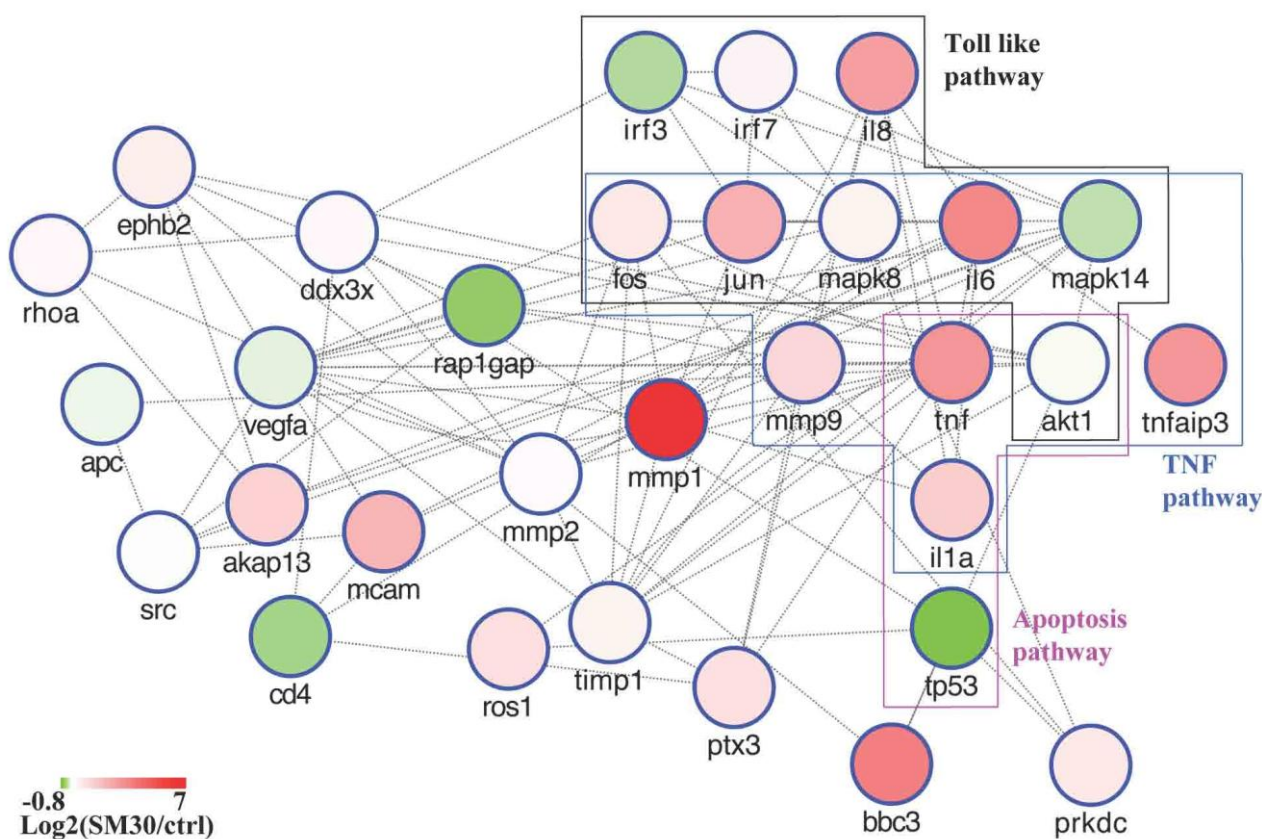 Toll like
pathway
irf3
irf7
il8
ephb2
fos
jun
mapk8
il6
mapk14
rhoa
ddx3x
rap1gap
vegfa
mmp9
tnf
akt1
tnfaip3
apc
mmp1
TNF
pathway
mmp2
akap13
mcam
il1a
src
Apoptosis
pathway
cd4
ros1
timp1
tp53
ptx3
bbc3
prkdc
-0.8 7
Log2(SM30/ctrl)